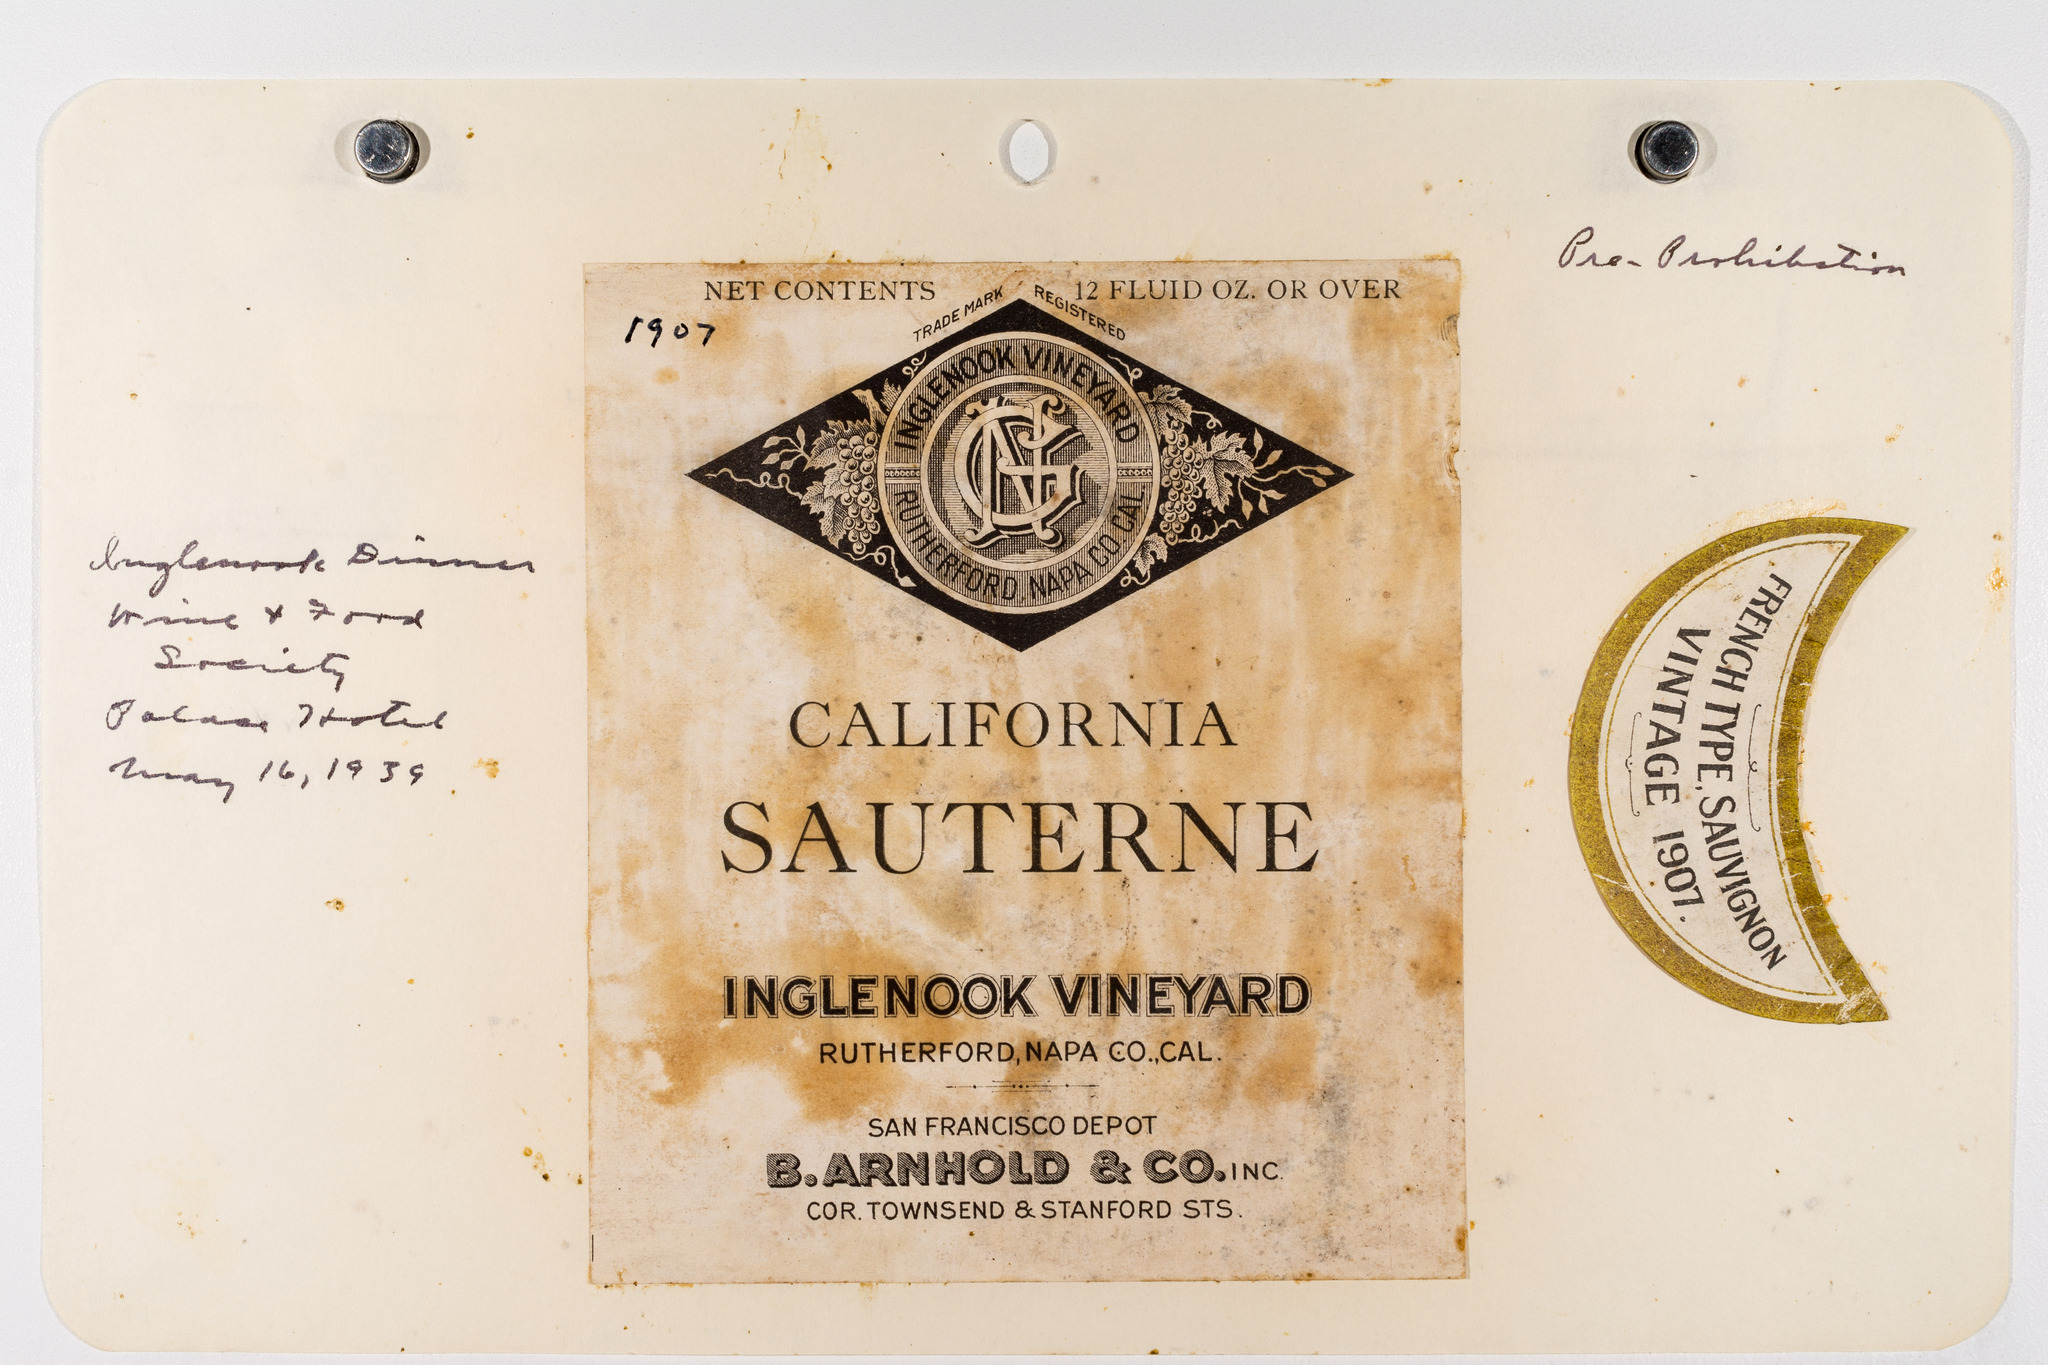 Pre-Prohibition
NET CONTENTS 12 FLUID OZ. OR OVER
TRADE MARK REGISTERED
1907
INGLENOOK VINEYARD
NG
RUTHERFORD NAPA CO CAL
CALIFORNIA
SAUTERNE
INGLENOOK VINEYARD
RUTHERFORD, NAPA CO., CAL.
SAN FRANCISCO DEPOT
B. ARNHOLD & CO. INC.
COR. TOWNSEND & STANFORD STS.
Inglenook Dinner
Wine & Food
Society
Palace Hotel
May 16, 1939
FRENCH TYPE, SAUVIGNON
VINTAGE 1907.